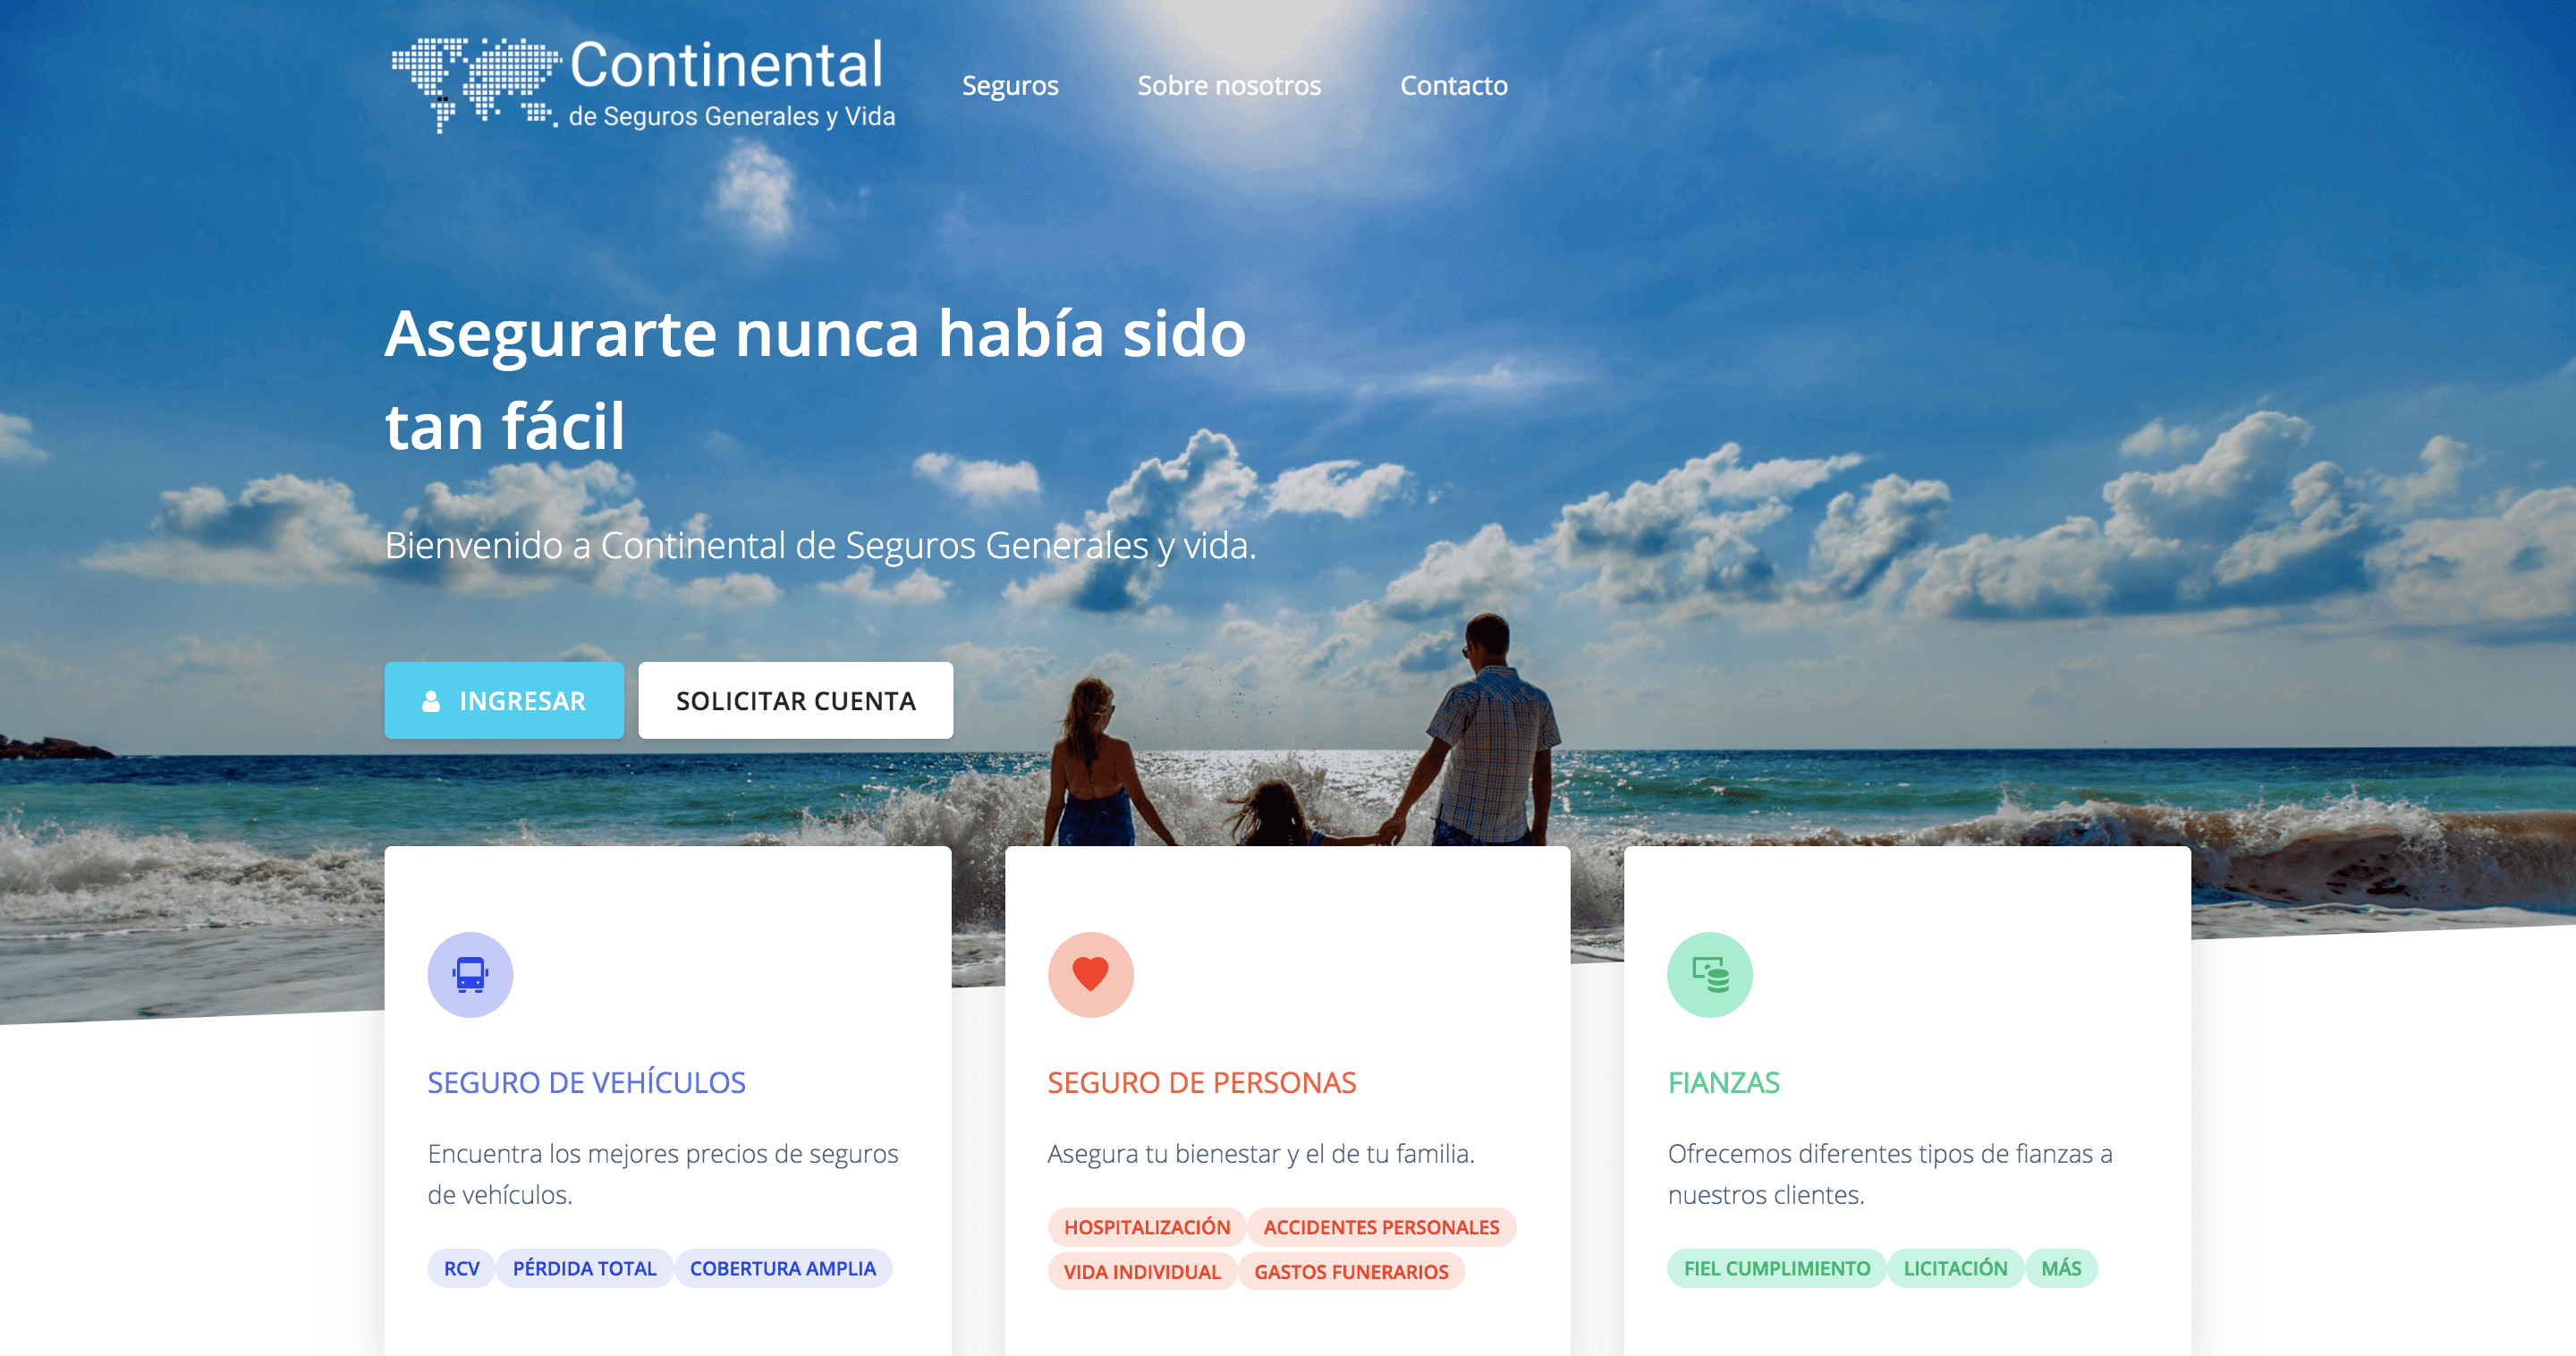 Continental
de Seguros Generales y Vida
Seguros
Sobre nosotros
Contacto
Asegurarte nunca había sido
tan fácil
Bienvenido a Continental de Seguros Generales y vida.
INGRESAR
SOLICITAR CUENTA
SEGURO DE VEHÍCULOS
Encuentra los mejores precios de seguros
de vehículos.
RCV
PÉRDIDA TOTAL
COBERTURA AMPLIA
SEGURO DE PERSONAS
Asegura tu bienestar y el de tu familia.
HOSPITALIZACIÓN
ACCIDENTES PERSONALES
VIDA INDIVIDUAL
GASTOS FUNERARIOS
FIANZAS
Ofrecemos diferentes tipos de fianzas a
nuestros clientes.
FIEL CUMPLIMIENTO
LICITACIÓN
MÁS